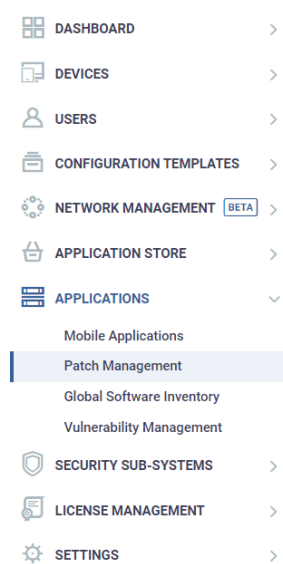 DASHBOARD
DEVICES
USERS
CONFIGURATION TEMPLATES
NETWORK MANAGEMENT BETA
APPLICATION STORE
APPLICATIONS
Mobile Applications
Patch Management
Global Software Inventory
Vulnerability Management
SECURITY SUB-SYSTEMS
LICENSE MANAGEMENT
SETTINGS